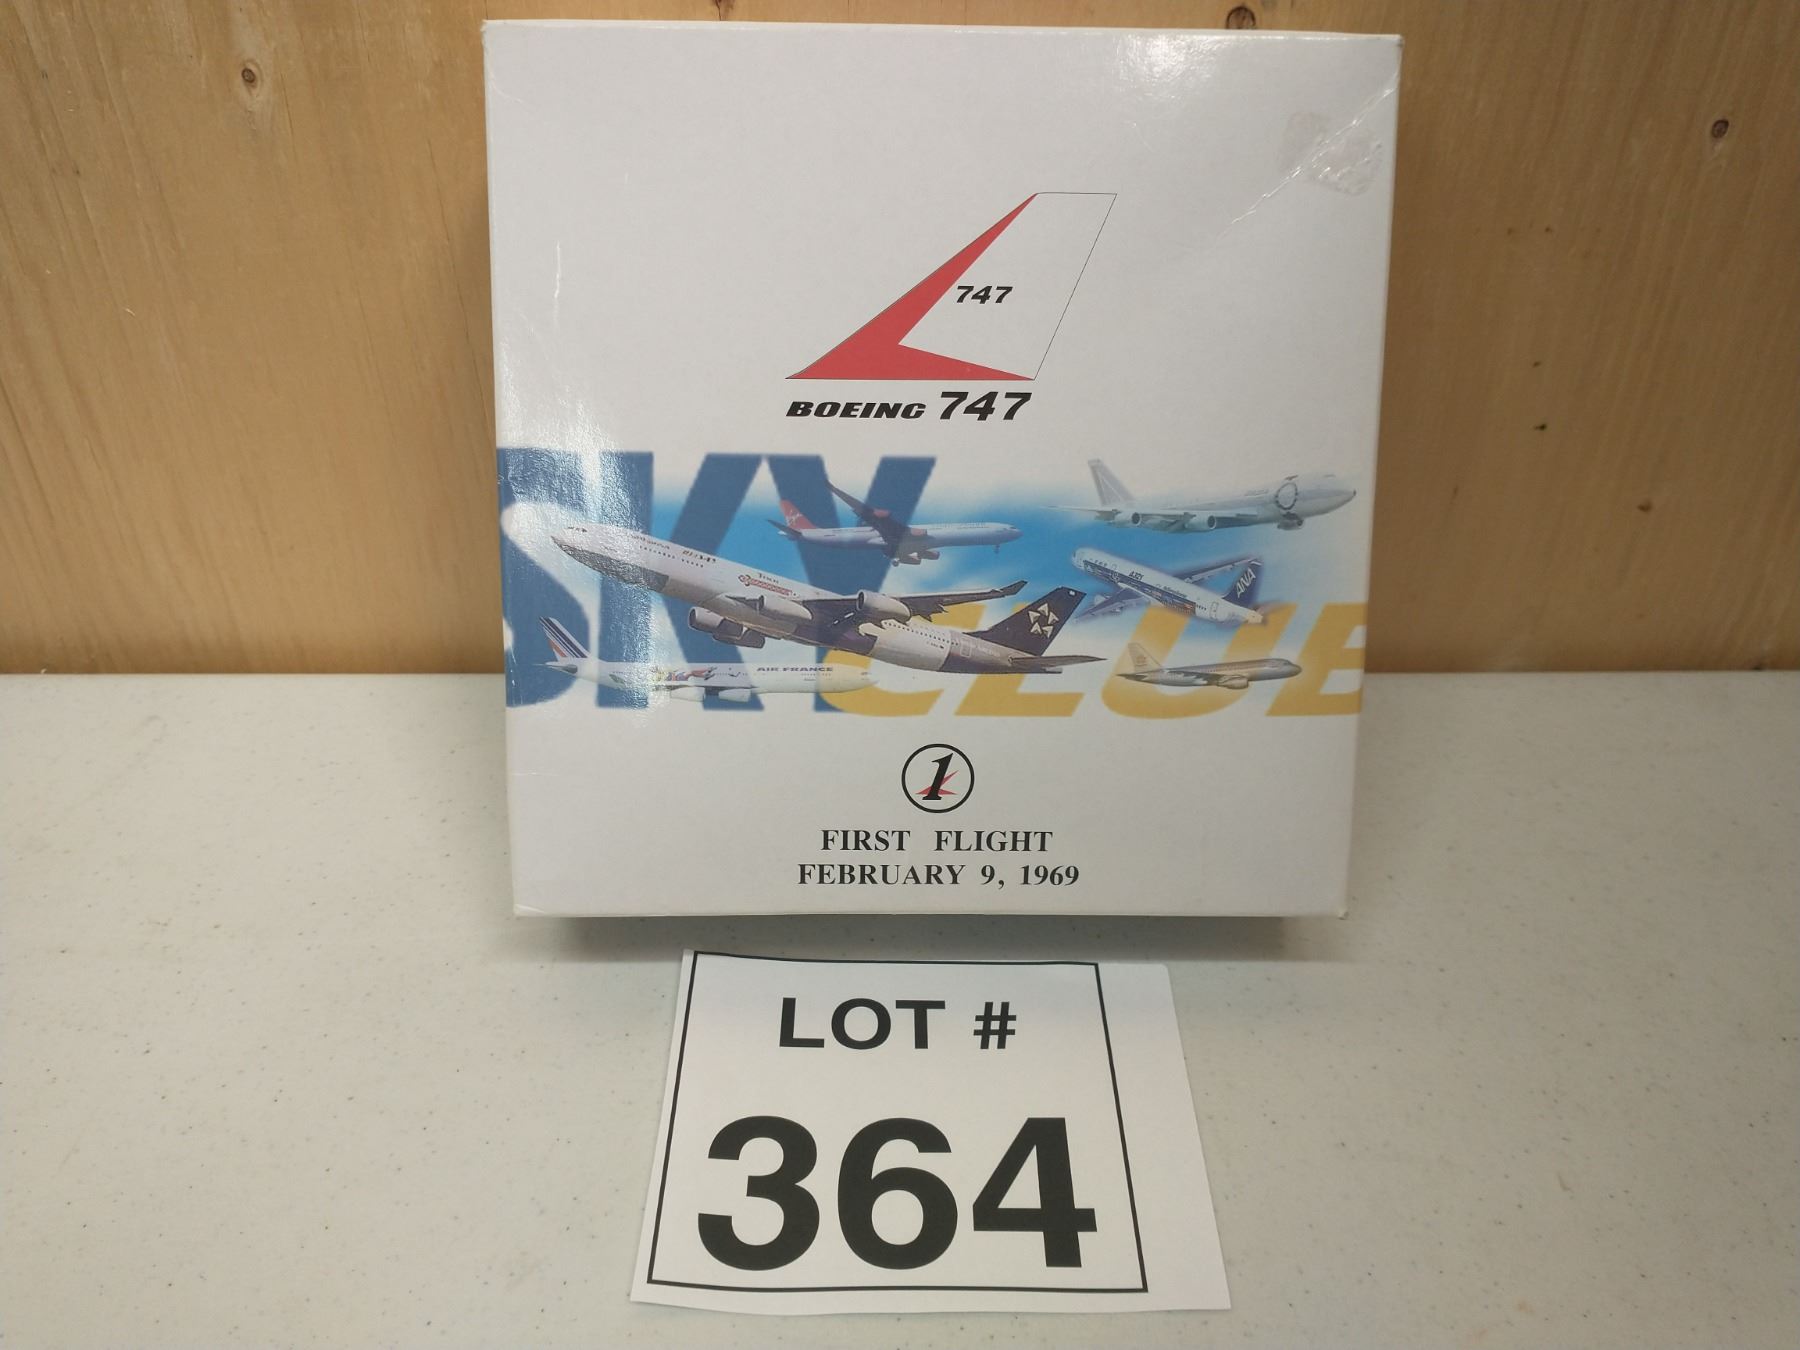 747
BOEING 747
SKY CLUB
ANA
AIR FRANCE
1
FIRST FLIGHT
FEBRUARY 9, 1969
LOT #
364